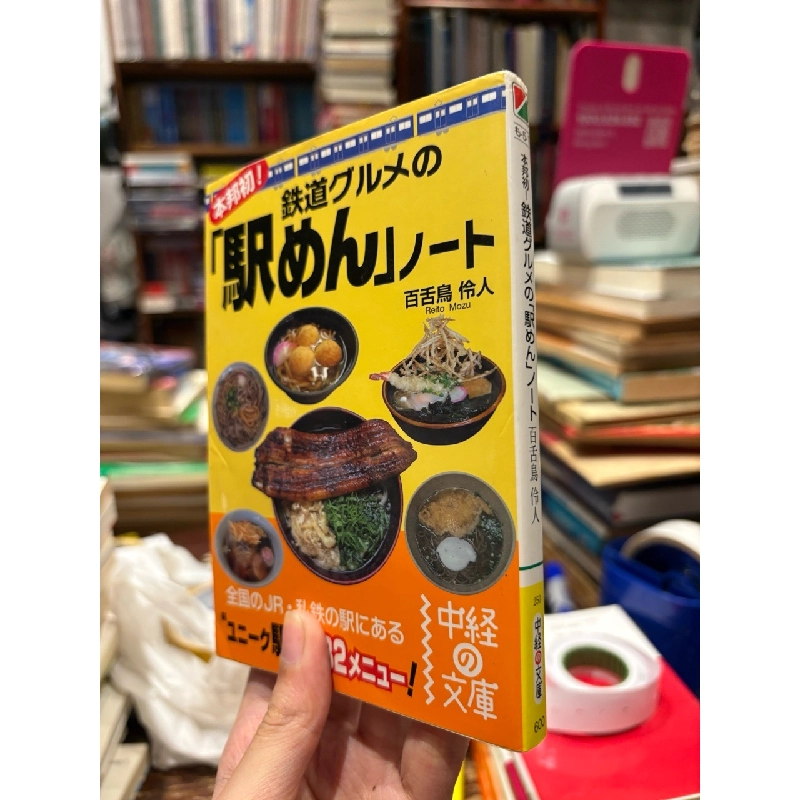 本邦初!
鉄道グルメの
「駅めん」ノート
百舌鳥 伶人
Reito Mozu
全国のJR・私鉄の駅にある
"ユニーク駅
2メニュー!
中経
の
文庫
本邦初 鉄道グルメの「駅めん」ノート 百舌鳥 伶人
中経の文庫
600